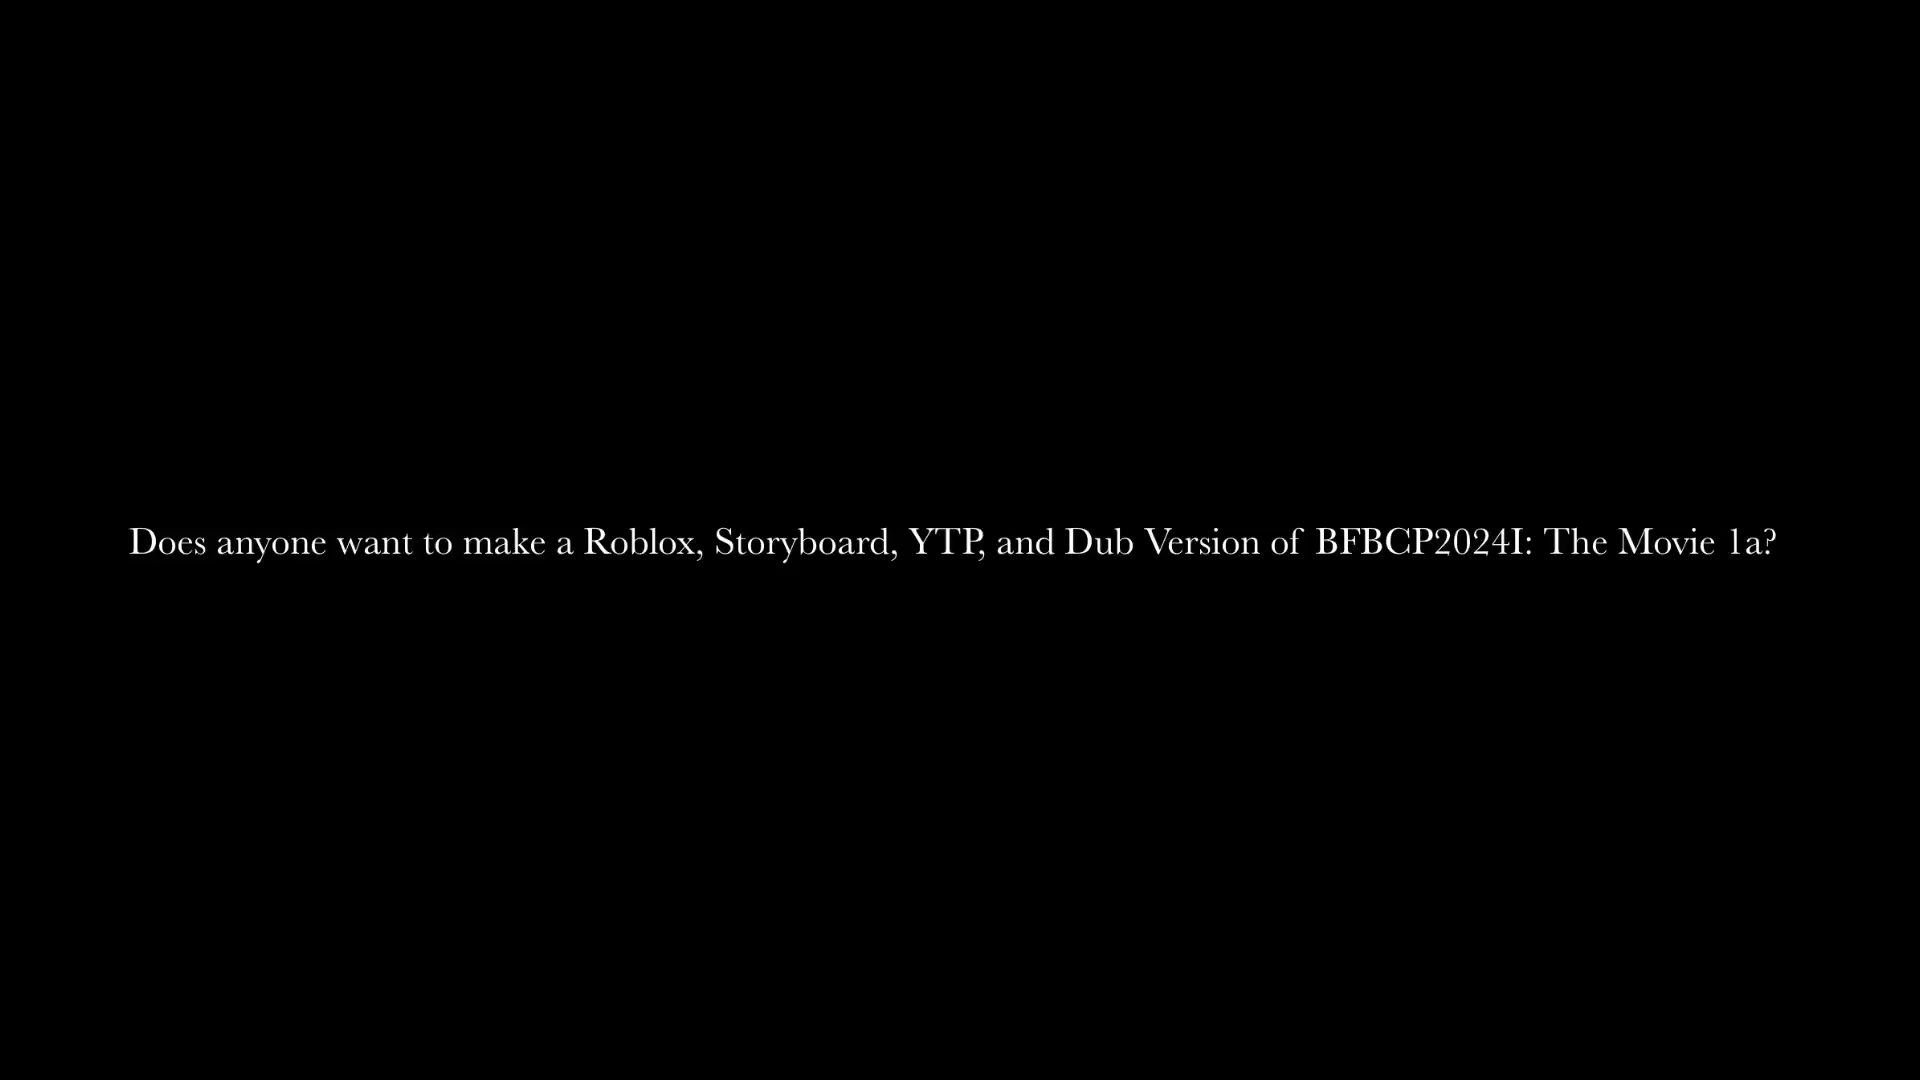 Does anyone want to make a Roblox, Storyboard, YTP, and Dub Version of BFBCP2024I: The Movie 1a?